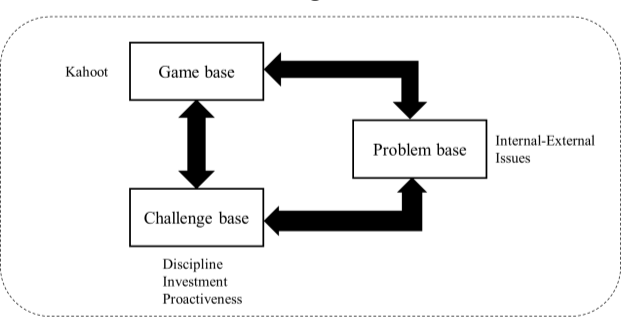 Kahoot
Game base
Problem base
Internal-External
Issues
Challenge base
Discipline
Investment
Proactiveness